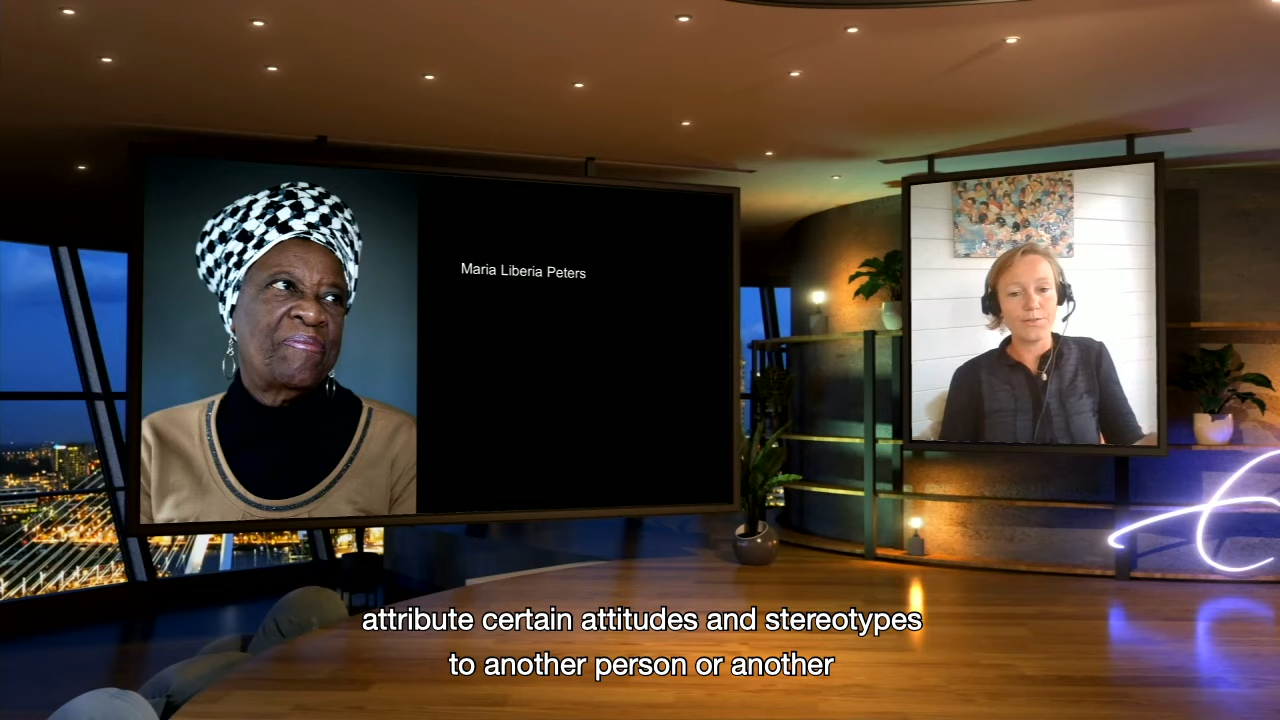 Maria Liberia Peters
attribute certain attitudes and stereotypes
to another person or another